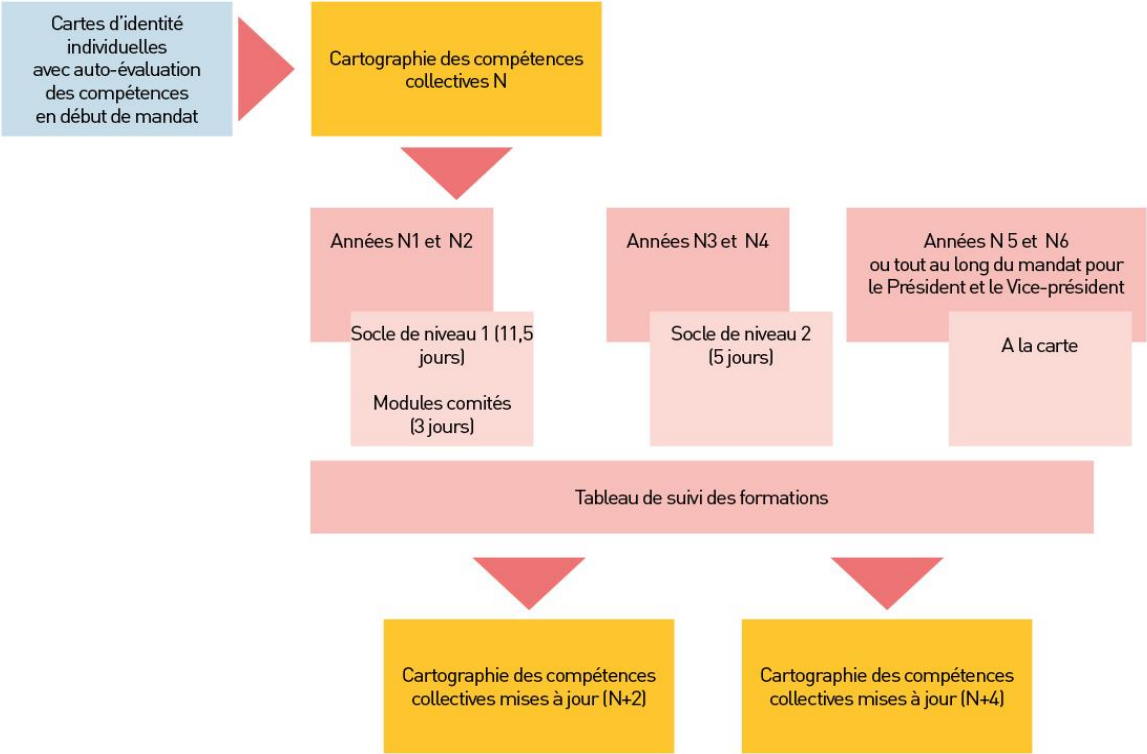 Cartes d'identité
individuelles
avec auto-évaluation
des compétences
en début de mandat
Cartographie des compétences
collectives N
Années N1 et N2
Socle de niveau 1 (11,5
jours)
Modules comités
(3 jours)
Années N3 et N4
Socle de niveau 2
(5 jours)
Années N 5 et N6
ou tout au long du mandat pour
le Président et le Vice-président
A la carte
Tableau de suivi des formations
Cartographie des compétences
collectives mises à jour (N+2)
Cartographie des compétences
collectives mises à jour (N+4)